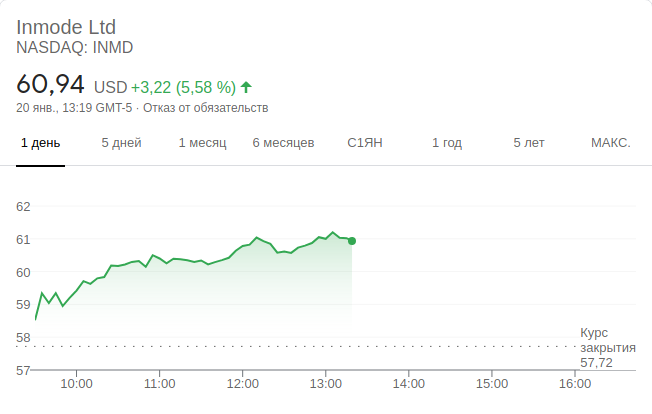 Inmode Ltd
NASDAQ: INMD
60,94 USD +3,22 (5,58 %) ↑
20 янв., 13:19 GMT-5 · Отказ от обязательств
1 день 5 дней 1 месяц 6 месяцев С1ЯН 1 год 5 лет МАКС.
62
61
60
59
58
Курс
закрытия
57,72
57
10:00 11:00 12:00 13:00 14:00 15:00 16:00